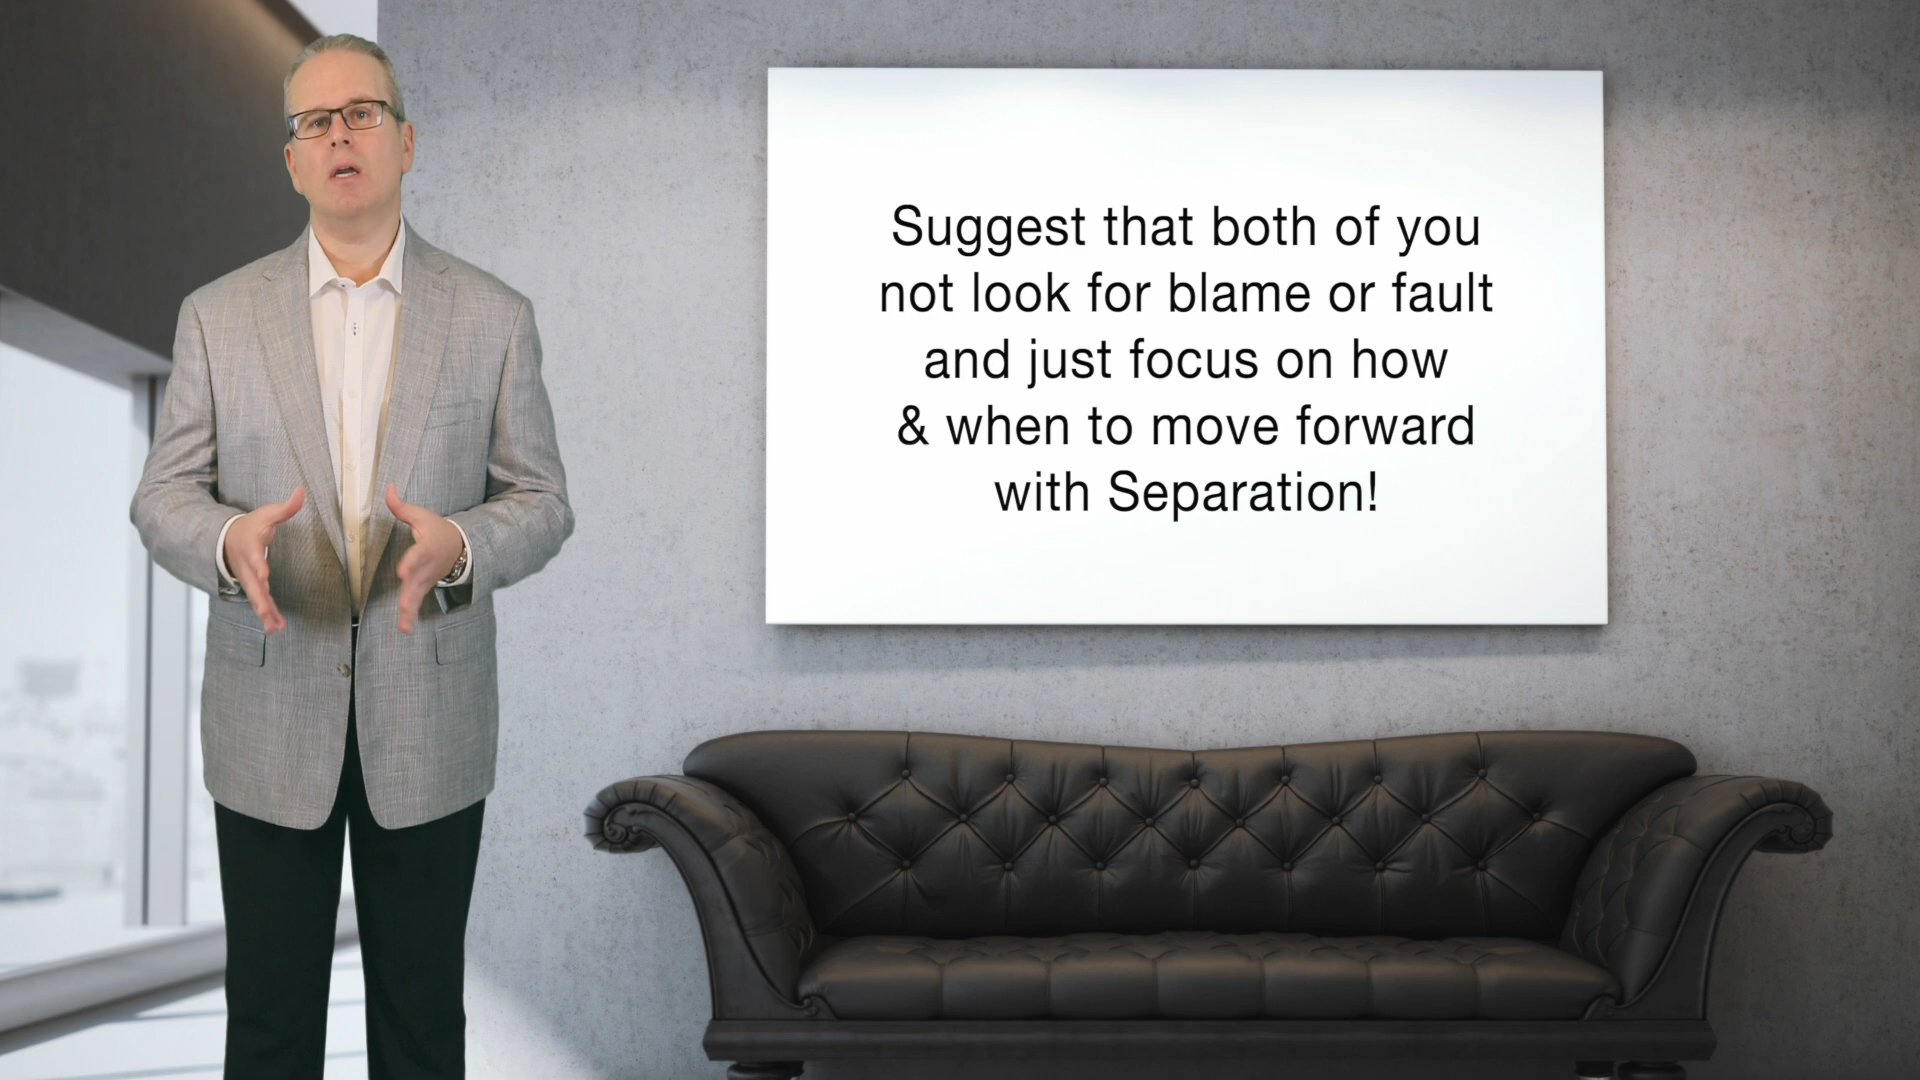 Suggest that both of you
not look for blame or fault
and just focus on how
& when to move forward
with Separation!